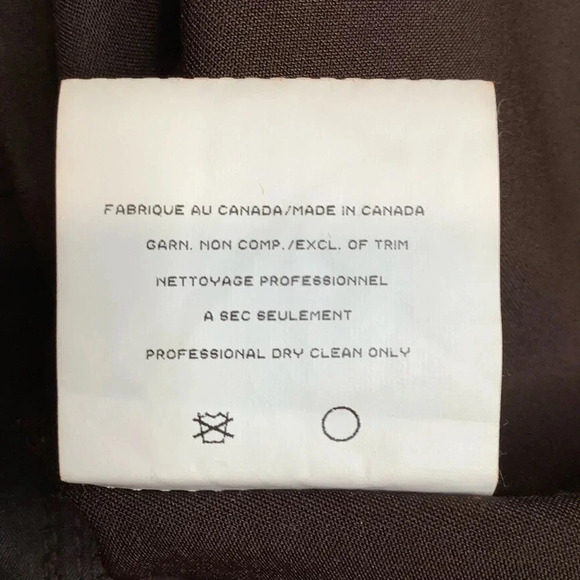 FABRIQUE AU CANADA/MADE IN CANADA
GARN. NON COMP./EXCL. OF TRIM
NETTOYAGE PROFESSIONNEL
A SEC SEULEMENT
PROFESSIONAL DRY CLEAN ONLY